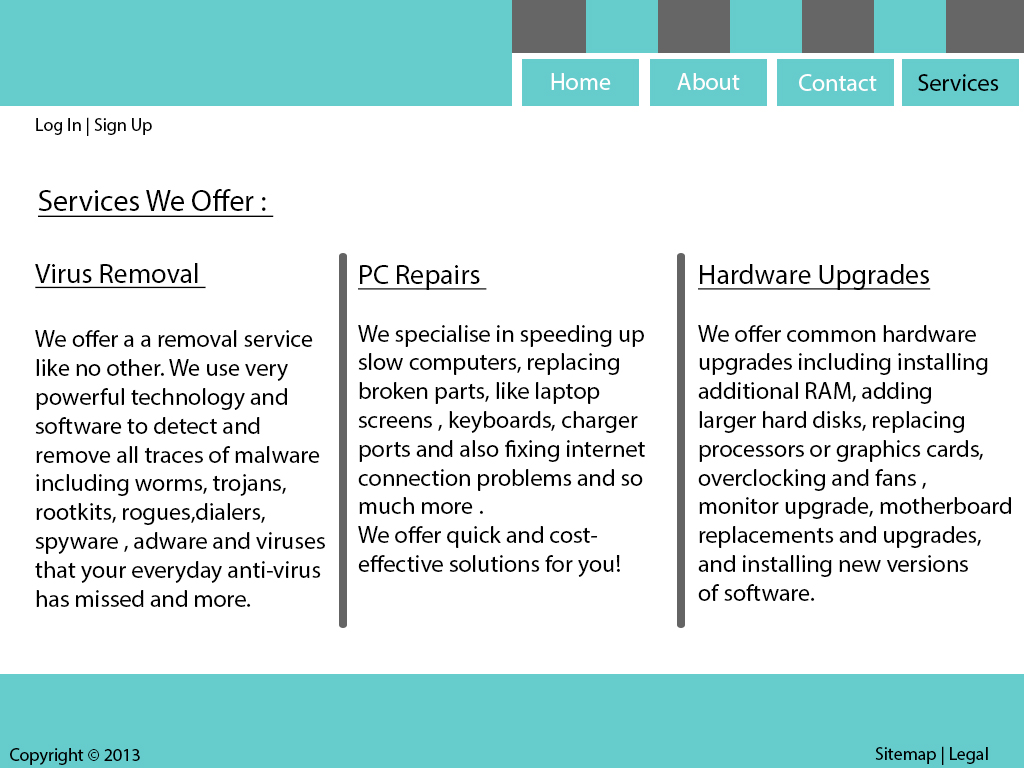 Home About Contact Services
Log In | Sign Up
Services We Offer :
Virus Removal
We offer a a removal service
like no other. We use very
powerful technology and
software to detect and
remove all traces of malware
including worms, trojans,
rootkits, rogues,dialers,
spyware , adware and viruses
that your everyday anti-virus
has missed and more.
PC Repairs
We specialise in speeding up
slow computers, replacing
broken parts, like laptop
screens , keyboards, charger
ports and also fixing internet
connection problems and so
much more .
We offer quick and cost-
effective solutions for you!
Hardware Upgrades
We offer common hardware
upgrades including installing
additional RAM, adding
larger hard disks, replacing
processors or graphics cards,
overclocking and fans ,
monitor upgrade, motherboard
replacements and upgrades,
and installing new versions
of software.
Copyright © 2013
Sitemap | Legal